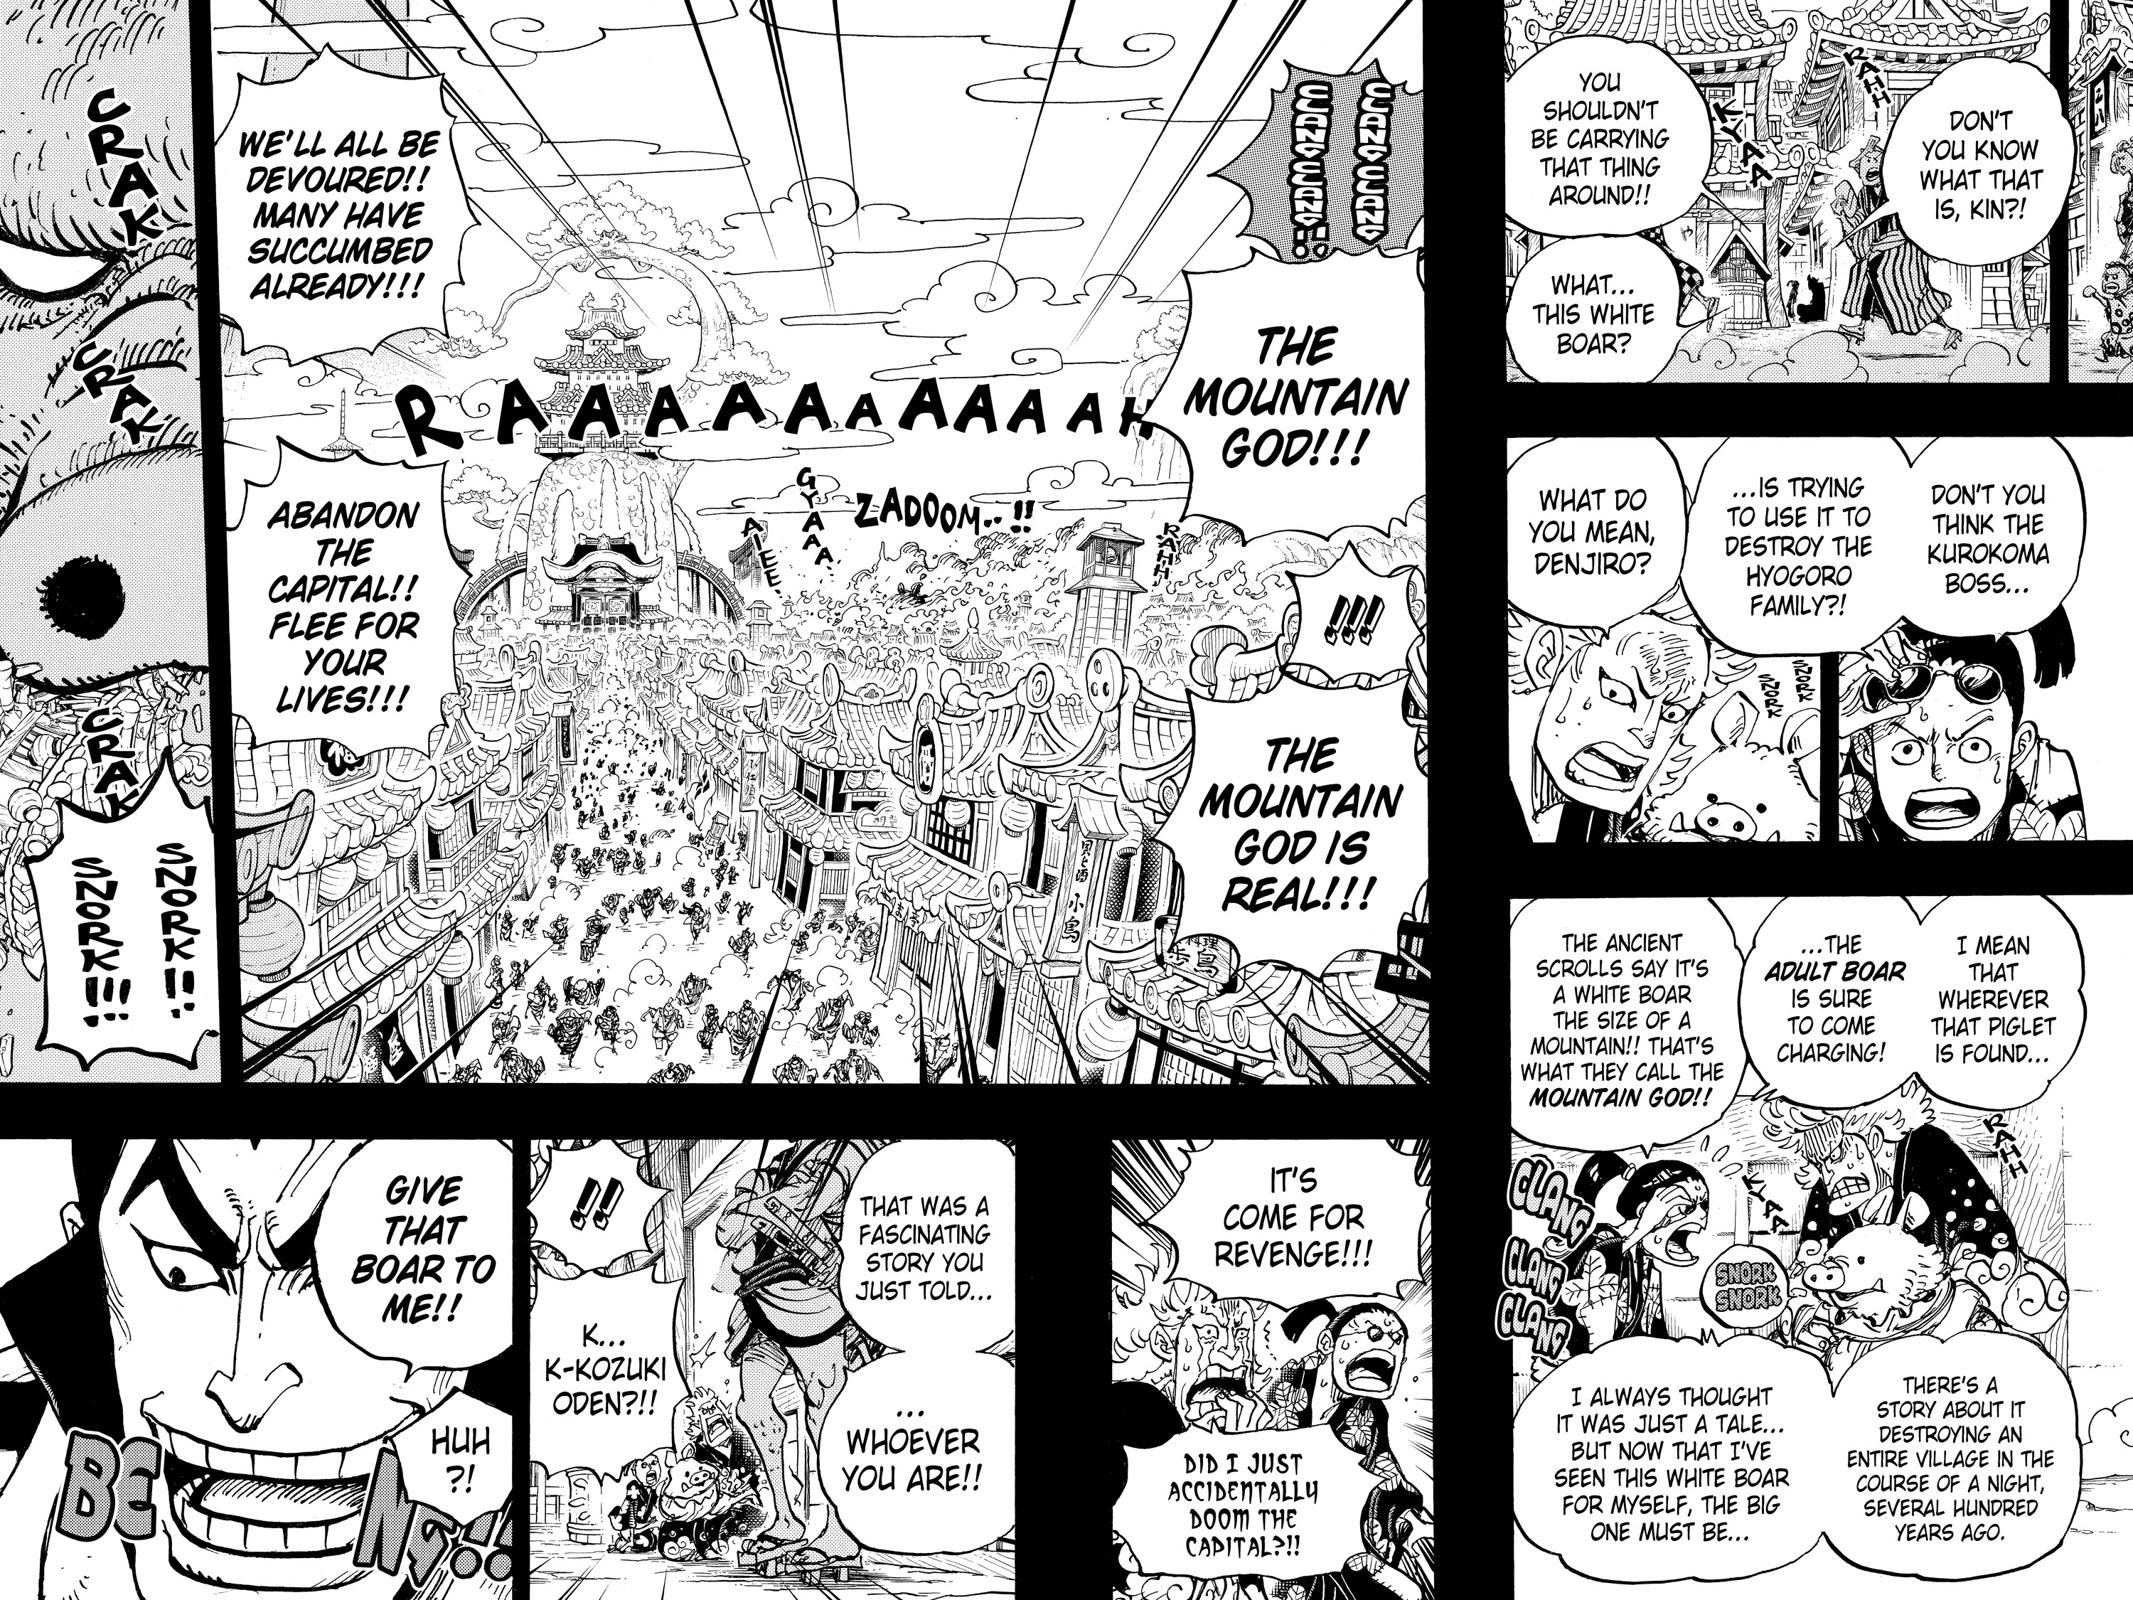 DON'T
YOU KNOW
WHAT THAT
IS, KIN?!
RAHH
KYAA
YOU
SHOULDN'T
BE CARRYING
THAT THING
AROUND!!
WHAT...
THIS WHITE
BOAR?
DON'T YOU
THINK THE
KUROKOMA
BOSS...
...IS TRYING
TO USE IT TO
DESTROY THE
HYOGORO
FAMILY?!
WHAT DO
YOU MEAN,
DENJIRO?
SNORK
SNORK
I MEAN
THAT
WHEREVER
THAT PIGLET
IS FOUND...
...THE
ADULT BOAR
IS SURE
TO COME
CHARGING!
THE ANCIENT
SCROLLS SAY IT'S
A WHITE BOAR
THE SIZE OF A
MOUNTAIN!! THAT'S
WHAT THEY CALL THE
MOUNTAIN GOD!!
RAHH
KYAA
CLANG
CLANG
CLANG
SNORK
SNORK
THERE'S A
STORY ABOUT IT
DESTROYING AN
ENTIRE VILLAGE IN THE
COURSE OF A NIGHT,
SEVERAL HUNDRED
YEARS AGO.
I ALWAYS THOUGHT
IT WAS JUST A TALE...
BUT NOW THAT I'VE
SEEN THIS WHITE BOAR
FOR MYSELF, THE BIG
ONE MUST BE...
CLANG CLANG
CLANG CLANG!!
THE
MOUNTAIN
GOD!!!
!!!
THE
MOUNTAIN
GOD IS
REAL!!!
RAAAAAAAAAAAH
RAHH
ZADOOM..!!
GYAAA
AIEE
小鳥
料理
WE'LL ALL BE
DEVOURED!!
MANY HAVE
SUCCUMBED
ALREADY!!!
ABANDON
THE
CAPITAL!!
FLEE FOR
YOUR
LIVES!!!
CRAK
CRAK
CRAK
SNORK!!
SNORK!!!
IT'S
COME FOR
REVENGE!!!
DID I JUST
ACCIDENTALLY
DOOM THE
CAPITAL?!!
THAT WAS A
FASCINATING
STORY YOU
JUST TOLD...
...
WHOEVER
YOU ARE!!
!!
K...
K-KOZUKI
ODEN?!!
GIVE
THAT
BOAR TO
ME!!
HUH
?!
BENG!!